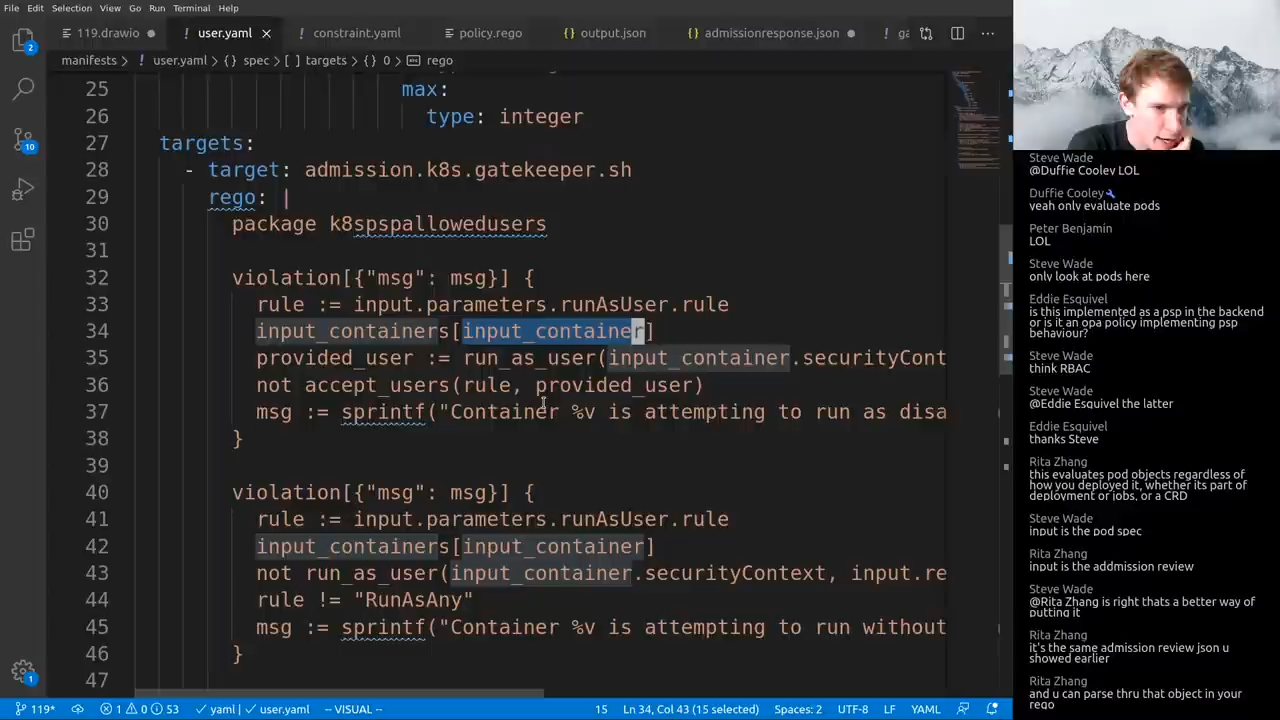 File Edit Selection View Go Run Terminal Help
119.drawio user.yaml constraint.yaml policy.rego output.json admissionresponse.json
manifests > user.yaml > {} spec > [ ] targets > {} 0 > rego
25 max:
26 type: integer
27 targets:
28 - target: admission.k8s.gatekeeper.sh
29 rego: |
30 package k8spspallowedusers
31
32 violation[{"msg": msg}] {
33 rule := input.parameters.runAsUser.rule
34 input_containers[input_container]
35 provided_user := run_as_user(input_container.securityCont
36 not accept_users(rule, provided_user)
37 msg := sprintf("Container %v is attempting to run as disa
38 }
39
40 violation[{"msg": msg}] {
41 rule := input.parameters.runAsUser.rule
42 input_containers[input_container]
43 not run_as_user(input_container.securityContext, input.re
44 rule != "RunAsAny"
45 msg := sprintf("Container %v is attempting to run without
46 }
47
2
10
1
119* 1 0 53 yaml | user.yaml -- VISUAL -- 15 Ln 34, Col 43 (15 selected) Spaces: 2 UTF-8 LF YAML
Steve Wade
@Duffie Cooley LOL
Duffie Cooley
yeah only evaluate pods
Peter Benjamin
LOL
Steve Wade
only look at pods here
Eddie Esquivel
is this implemented as a psp in the backend
or is it an opa policy implementing psp
behaviour?
Steve Wade
think RBAC
Steve Wade
@Eddie Esquivel the latter
Eddie Esquivel
thanks Steve
Rita Zhang
this evaluates pod objects regardless of
how you deployed it, whether its part of
deployment or jobs, or a CRD
Steve Wade
input is the pod spec
Rita Zhang
input is the addmission review
Steve Wade
@Rita Zhang is right thats a better way of
putting it
Rita Zhang
it's the same admission review json u
showed earlier
Rita Zhang
and u can parse thru that object in your
rego